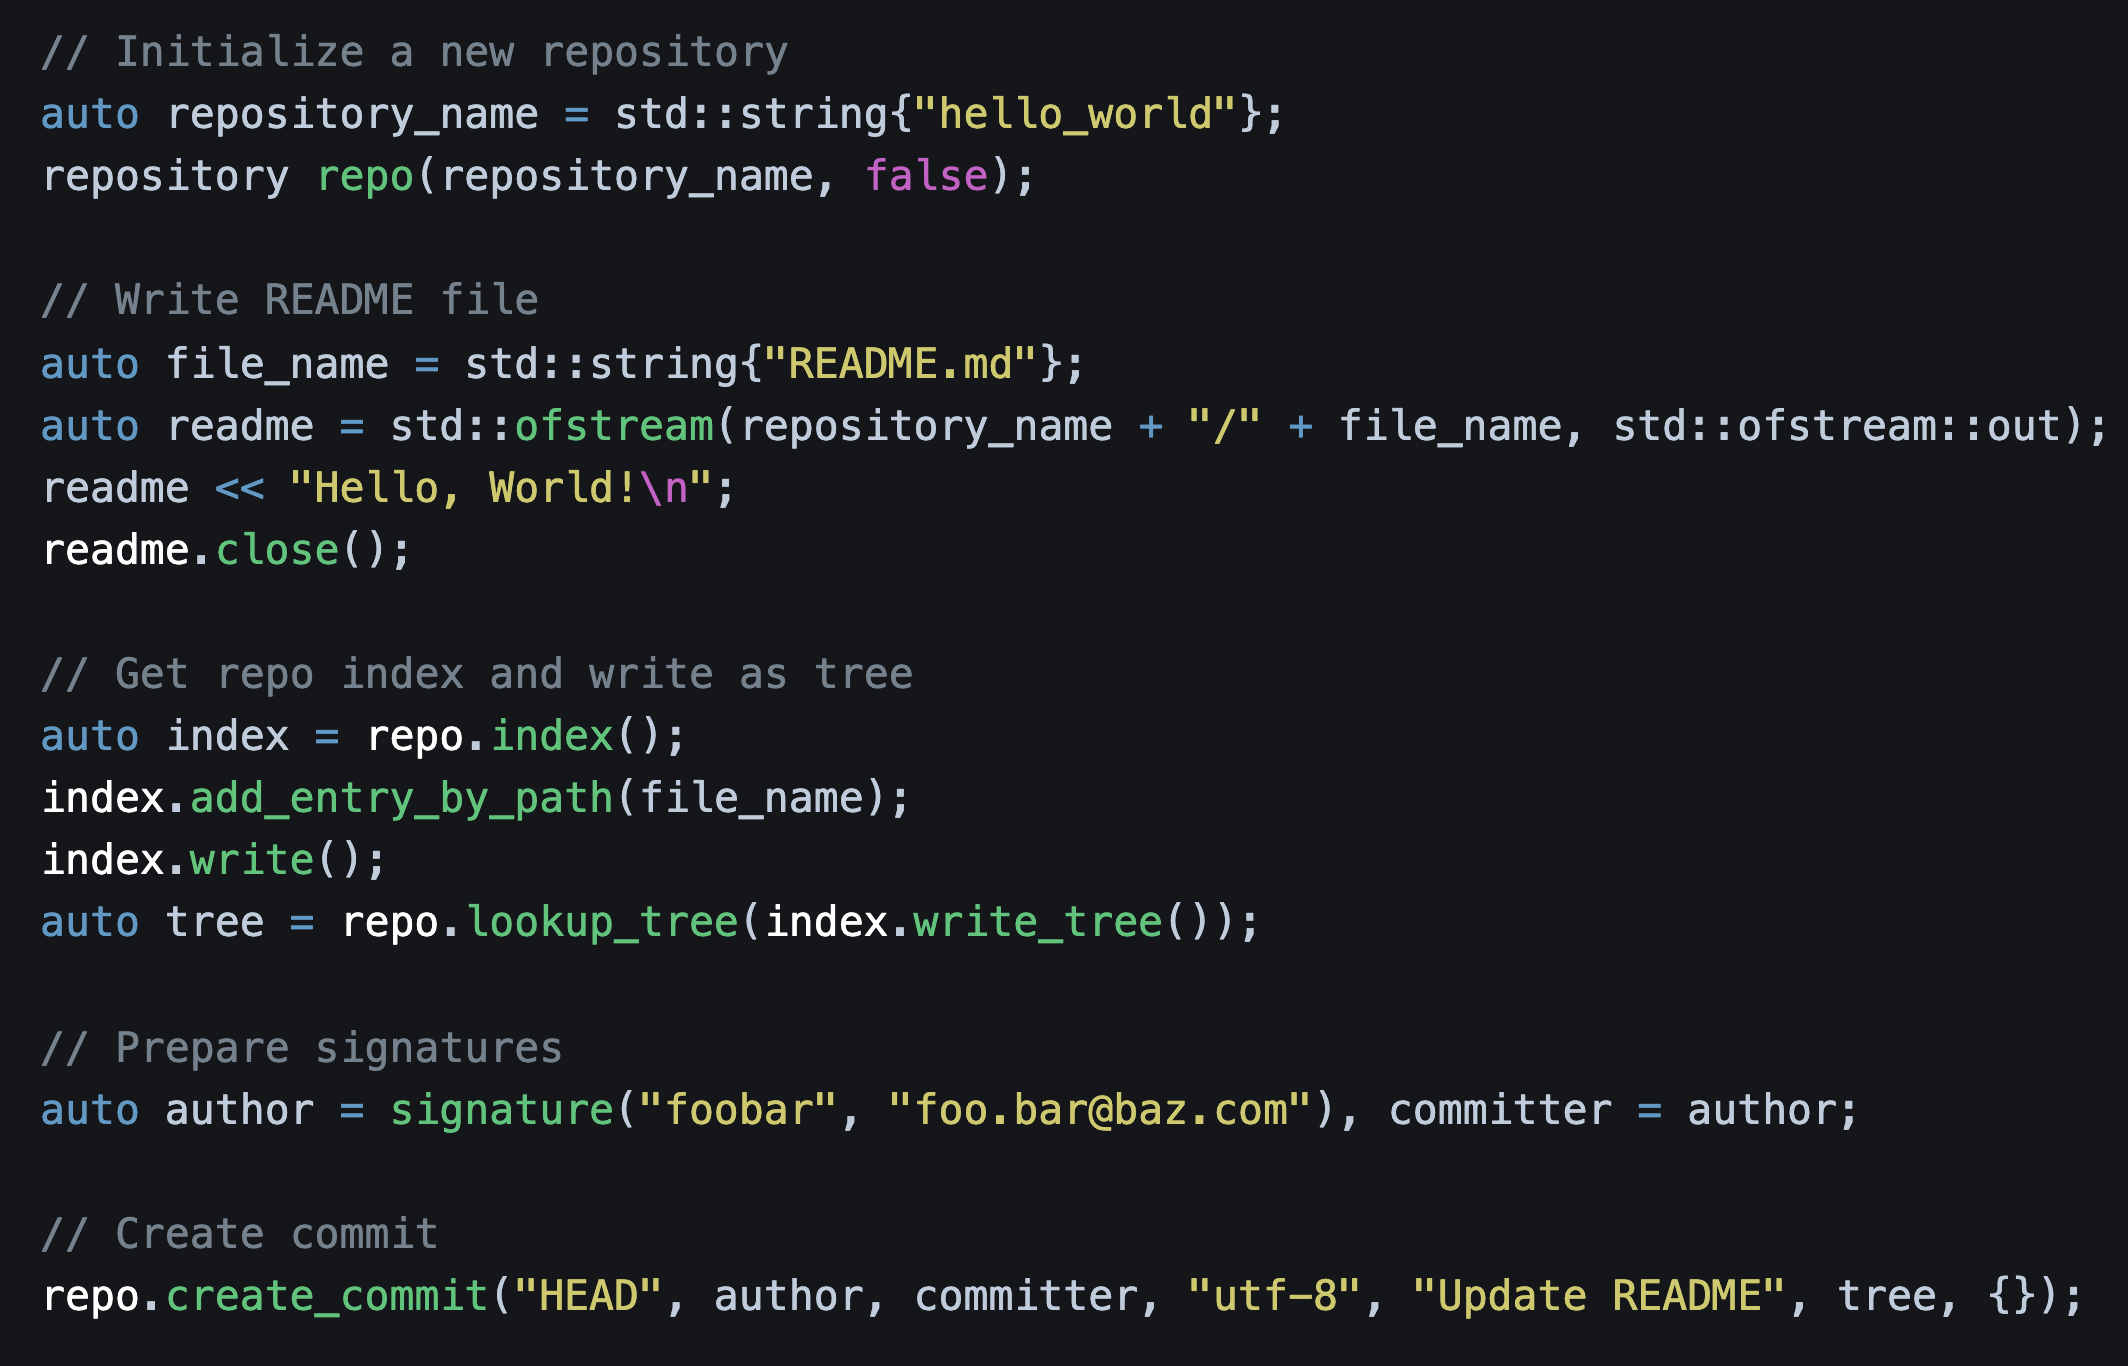 // Initialize a new repository
auto repository_name = std::string{"hello_world"};
repository repo(repository_name, false);
// Write README file
auto file_name = std::string{"README.md"};
auto readme = std::ofstream(repository_name + "/" + file_name, std::ofstream::out);
readme << "Hello, World!\n";
readme.close();
// Get repo index and write as tree
auto index = repo.index();
index.add_entry_by_path(file_name);
index.write();
auto tree = repo.lookup_tree(index.write_tree());
// Prepare signatures
auto author = signature("foobar", "foo.bar@baz.com"), committer = author;
// Create commit
repo.create_commit("HEAD", author, committer, "utf-8", "Update README", tree, {});